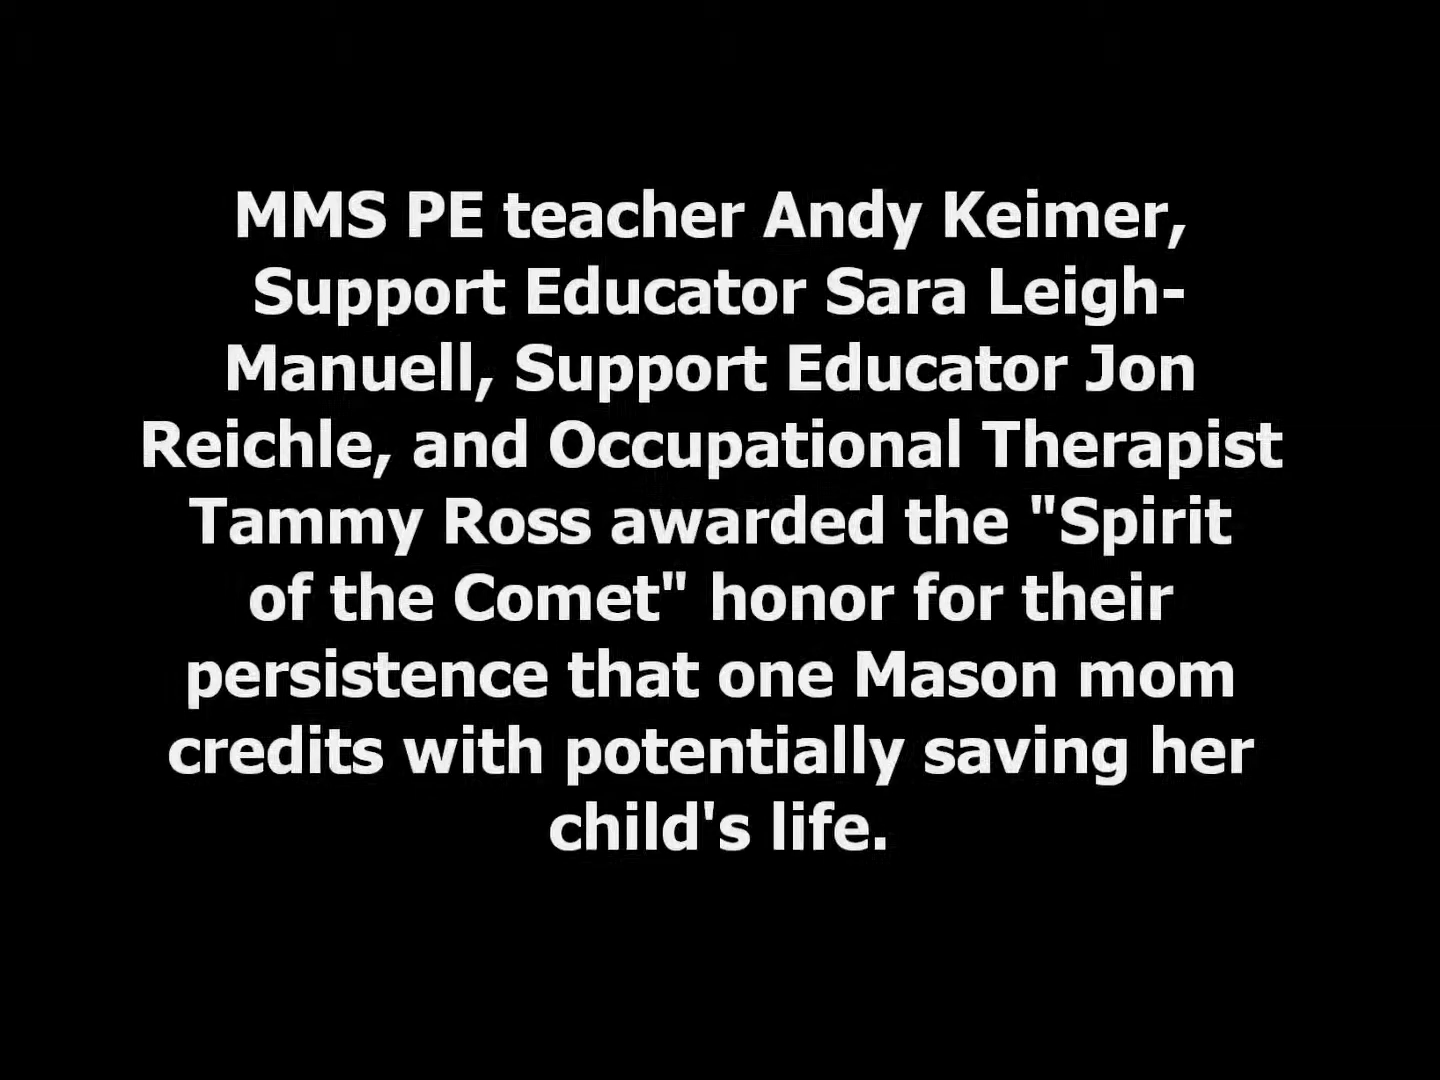 MMS PE teacher Andy Keimer,
Support Educator Sara Leigh-
Manuell, Support Educator Jon
Reichle, and Occupational Therapist
Tammy Ross awarded the "Spirit
of the Comet" honor for their
persistence that one Mason mom
credits with potentially saving her
child's life.